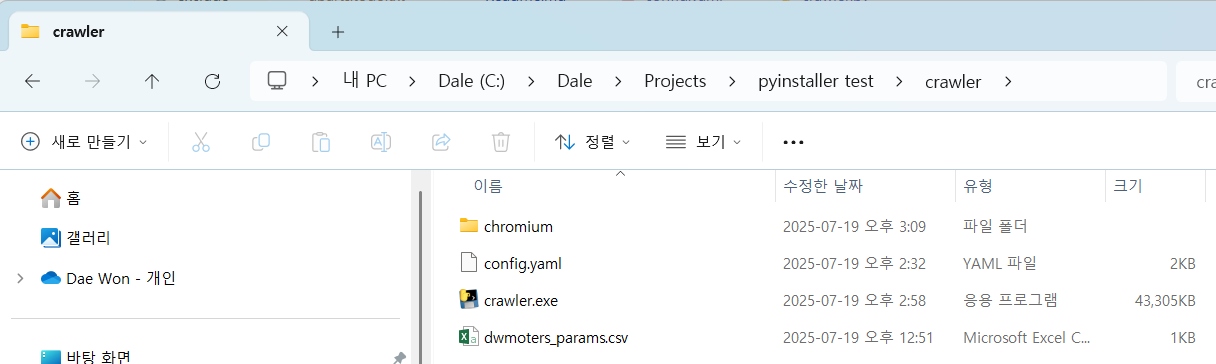 crawler
내 PC > Dale (C:) > Dale > Projects > pyinstaller test > crawler >
새로 만들기 정렬 보기
이름 수정한 날짜 유형 크기
홈
갤러리
Dae Won - 개인
바탕 화면
chromium 2025-07-19 오후 3:09 파일 폴더
config.yaml 2025-07-19 오후 2:32 YAML 파일 2KB
crawler.exe 2025-07-19 오후 2:58 응용 프로그램 43,305KB
dwmoters_params.csv 2025-07-19 오후 12:51 Microsoft Excel C... 1KB